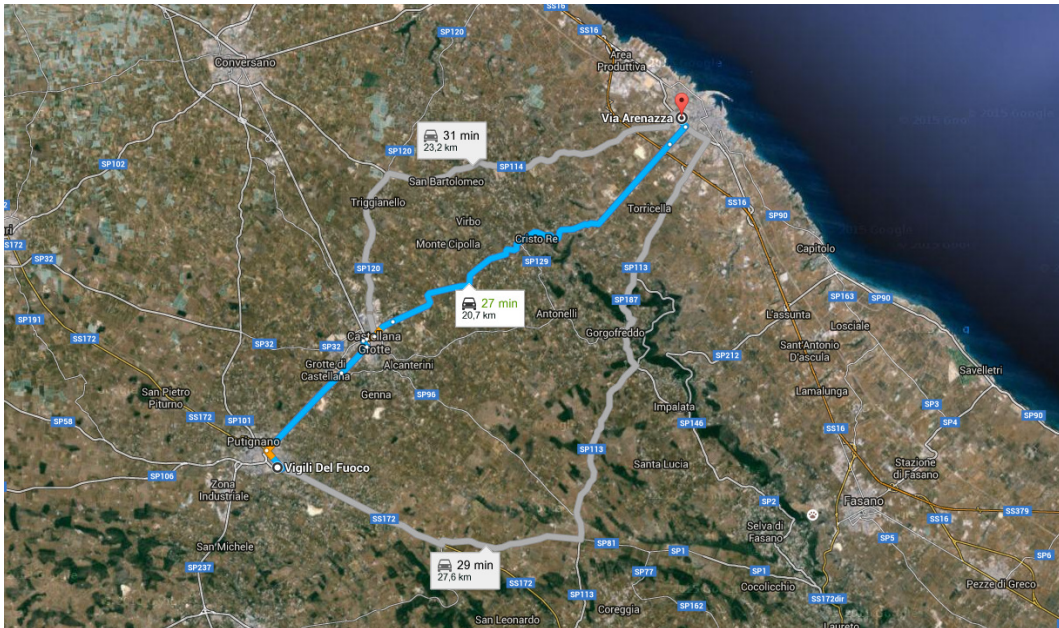 SS16
SP120
SS16
Area
Produttiva
Conversano
© 2015 Google
Via Arenazza
31 min
23,2 km
SP120
SP102
SP114
San Bartolomeo
Triggianello
Torricella
SS16
SP90
Virbo
Cristo Re
Monte Cipolla
Capitolo
SS172
SP32
SP129
SP120
SP113
27 min
20,7 km
SP187
SP163
SP90
Antonelli
L'assunta
SP191
Losciale
Gorgofreddo
Castellana
Grotte
SS172
SP32
SP32
Sant'Antonio
D'ascula
SP212
Grotte di
Castellana
Alcanterini
Savelletri
San Pietro
Piturno
Genna
SP96
Lamalunga
Impalata
SP3
SP90
SS172
SP101
SP58
SP146
SP4
SS16
Putignano
SP113
Vigili Del Fuoco
Santa Lucia
Stazione
di Fasano
SP106
Zona
Industriale
SP2
Fasano
SS379
SS172
Selva di
Fasano
SS16
SP5
San Michele
SP81
SP1
SP6
29 min
27,6 km
SP237
SP77
SP1
SS172
Cocolicchio
Pezze di Greco
SP113
SP162
Coreggia
SS172dir
San Leonardo
Laureto